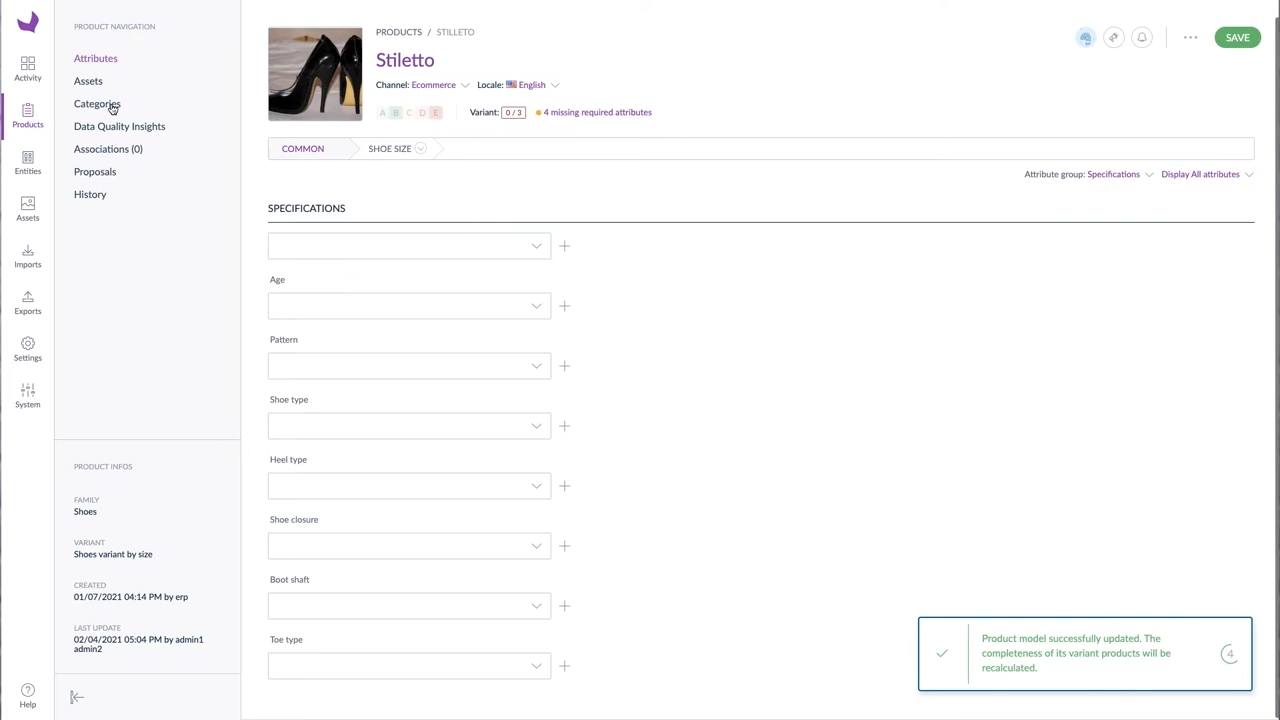 Activity
Products
Entities
Assets
Imports
Exports
Settings
System
Help
PRODUCT NAVIGATION
Attributes
Assets
Categories
Data Quality Insights
Associations (0)
Proposals
History
PRODUCT INFOS
FAMILY
Shoes
VARIANT
Shoes variant by size
CREATED
01/07/2021 04:14 PM by erp
LAST UPDATE
02/04/2021 05:04 PM by admin1
admin2
PRODUCTS / STILLETO
Stiletto
Channel: Ecommerce Locale: English
A B C D E Variant: 0 / 3 4 missing required attributes
SAVE
COMMON SHOE SIZE
Attribute group: Specifications Display All attributes
SPECIFICATIONS
Age
Pattern
Shoe type
Heel type
Shoe closure
Boot shaft
Toe type
Product model successfully updated. The
completeness of its variant products will be
recalculated.
4